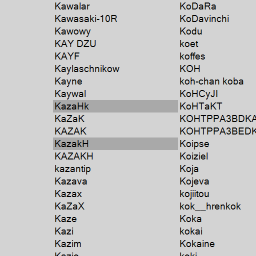 Kawalar KoDaRa
Kawasaki-10R KoDavinchi
Kawowy Kodu
KAY DZU koet
KAYF koffes
Kaylaschnikow KOH
Kayne koh-chan koba
Kaywal KoHCyJI
KazaHk KoHTaKT
KaZaK KOHTPPA3BDKA
KAZAK KOHTPPA3BEDK
KazakH Koipse
KAZAKH Koiziel
kazantip Koja
Kazava Kojeva
Kazax kojiitou
KaZaX kok__hrenkok
Kaze Koka
Kazi kokai
Kazim Kokaine